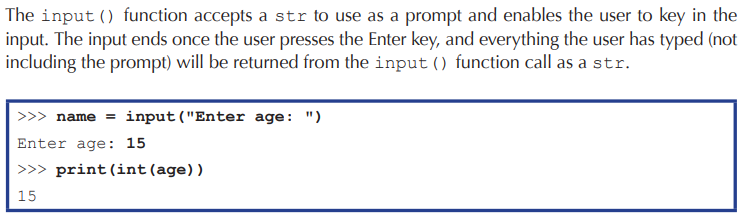 The input() function accepts a str to use as a prompt and enables the user to key in the
input. The input ends once the user presses the Enter key, and everything the user has typed (not
including the prompt) will be returned from the input() function call as a str.
>>> name = input("Enter age: ")
Enter age: 15
>>> print(int(age))
15